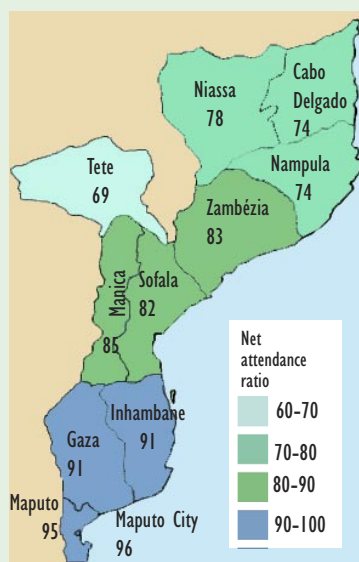 Niassa
78
Cabo
Delgado
74
Nampula
74
Tete
69
Zambézia
83
Manica
85
Sofala
82
Inhambane
91
Gaza
91
Maputo
95
Maputo City
96
Net
attendance
ratio
60-70
70-80
80-90
90-100